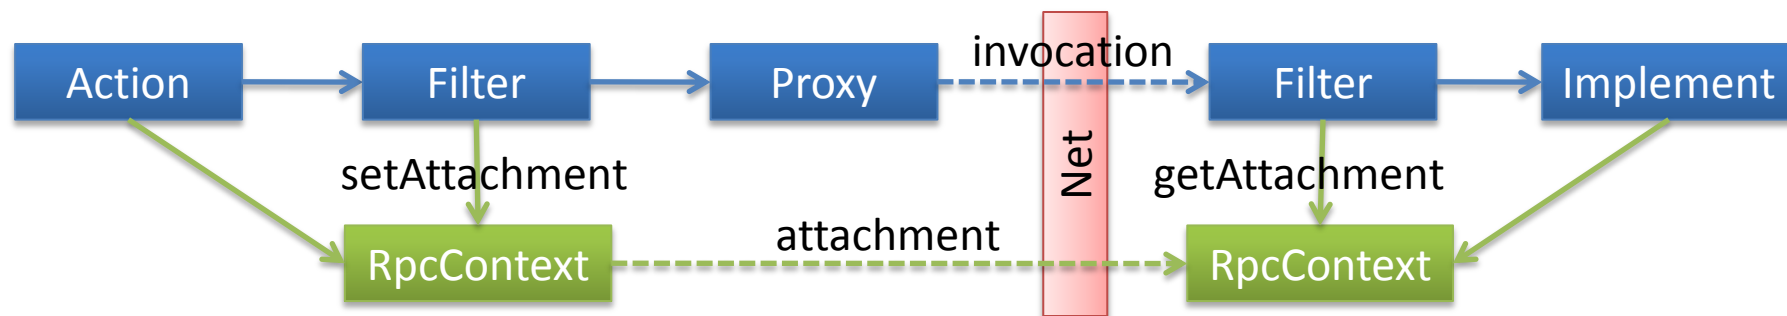 Action
Filter
Proxy
invocation
Filter
Implement
setAttachment
Net
getAttachment
RpcContext
attachment
RpcContext